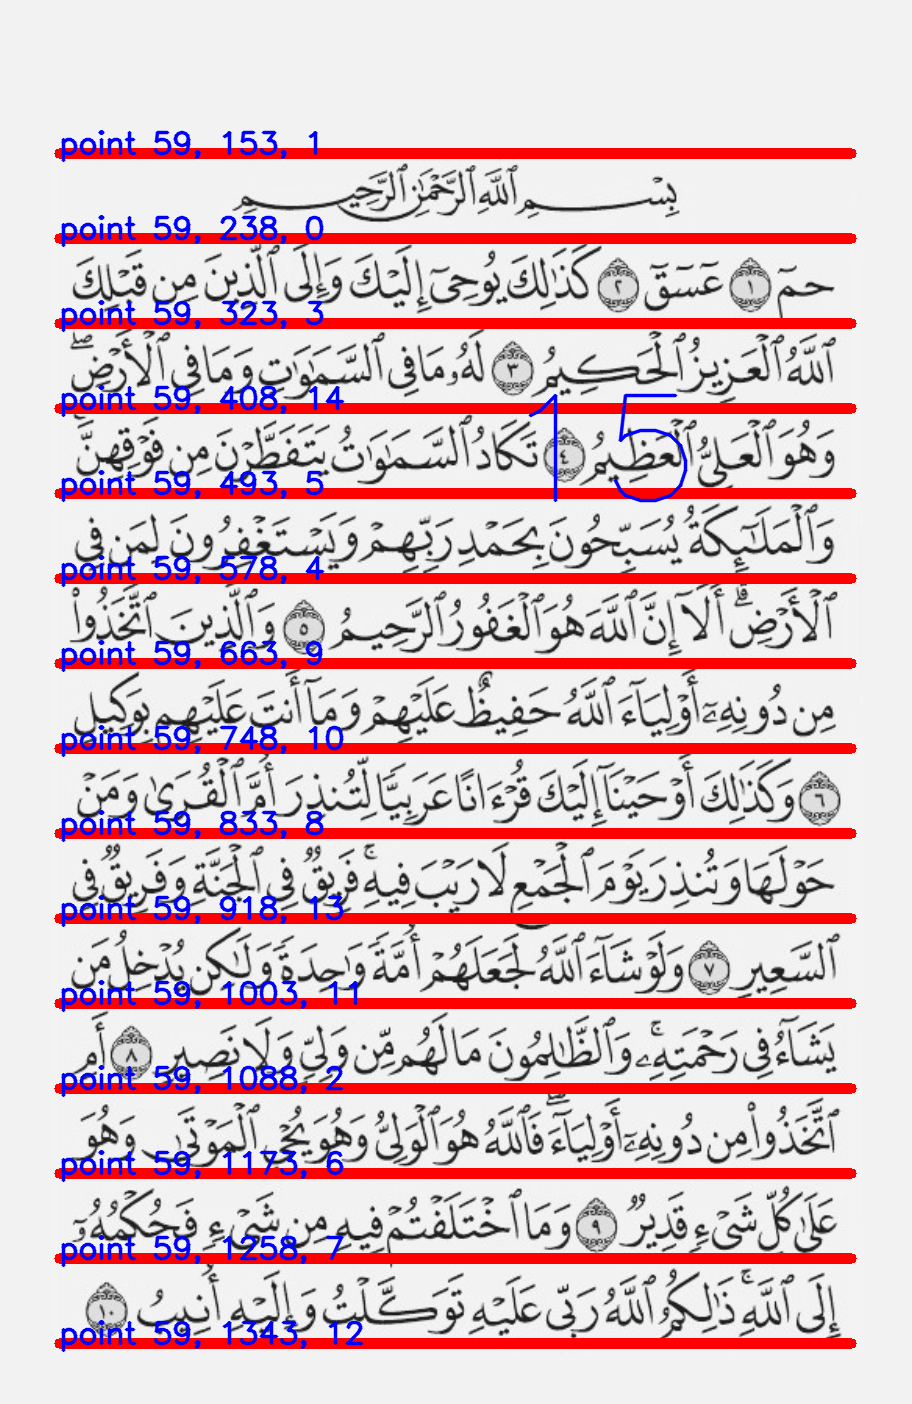 point 59, 153, 1
بِسْمِ ٱللَّهِ ٱلرَّحْمَٰنِ ٱلرَّحِيمِ
point 59, 238, 0
حمٓ ١ عٓسٓقٓ ٢ كَذَٰلِكَ يُوحِىٓ إِلَيْكَ وَإِلَى ٱلَّذِينَ مِن قَبْلِكَ
point 59, 323, 3
ٱللَّهُ ٱلْعَزِيزُ ٱلْحَكِيمُ ٣ لَهُۥ مَا فِى ٱلسَّمَٰوَٰتِ وَمَا فِى ٱلْأَرْضِۖ
point 59, 408, 14
وَهُوَ ٱلْعَلِىُّ ٱلْعَظِيمُ ٤ تَكَادُ ٱلسَّمَٰوَٰتُ يَتَفَطَّرْنَ مِن فَوْقِهِنَّۚ
15
point 59, 493, 5
وَٱلْمَلَٰٓئِكَةُ يُسَبِّحُونَ بِحَمْدِ رَبِّهِمْ وَيَسْتَغْفِرُونَ لِمَن فِى
point 59, 578, 4
ٱلْأَرْضِۗ أَلَآ إِنَّ ٱللَّهَ هُوَ ٱلْغَفُورُ ٱلرَّحِيمُ ٥ وَٱلَّذِينَ ٱتَّخَذُوا۟
point 59, 663, 9
مِن دُونِهِۦٓ أَوْلِيَآءَ ٱللَّهُ حَفِيظٌ عَلَيْهِمْ وَمَآ أَنتَ عَلَيْهِم بِوَكِيلٍ
point 59, 748, 10
٦ وَكَذَٰلِكَ أَوْحَيْنَآ إِلَيْكَ قُرْءَانًا عَرَبِيًّا لِّتُنذِرَ أُمَّ ٱلْقُرَىٰ وَمَنْ
point 59, 833, 8
حَوْلَهَا وَتُنذِرَ يَوْمَ ٱلْجَمْعِ لَا رَيْبَ فِيهِۚ فَرِيقٌ فِى ٱلْجَنَّةِ وَفَرِيقٌ فِى
point 59, 918, 13
ٱلسَّعِيرِ ٧ وَلَوْ شَآءَ ٱللَّهُ لَجَعَلَهُمْ أُمَّةً وَٰحِدَةً وَلَٰكِن يُدْخِلُ مَن
point 59, 1003, 11
يَشَآءُ فِى رَحْمَتِهِۦۚ وَٱلظَّٰلِمُونَ مَا لَهُم مِّن وَلِىٍّ وَلَا نَصِيرٍ ٨ أَمِ
point 59, 1088, 2
ٱتَّخَذُوا۟ مِن دُونِهِۦٓ أَوْلِيَآءَۖ فَٱللَّهُ هُوَ ٱلْوَلِىُّ وَهُوَ يُحْىِ ٱلْمَوْتَىٰ وَهُوَ
point 59, 1173, 6
عَلَىٰ كُلِّ شَىْءٍ قَدِيرٌ ٩ وَمَا ٱخْتَلَفْتُمْ فِيهِ مِن شَىْءٍ فَحُكْمُهُۥٓ
point 59, 1258, 7
إِلَى ٱللَّهِۚ ذَٰلِكُمُ ٱللَّهُ رَبِّى عَلَيْهِ تَوَكَّلْتُ وَإِلَيْهِ أُنِيبُ ١٠
point 59, 1343, 12